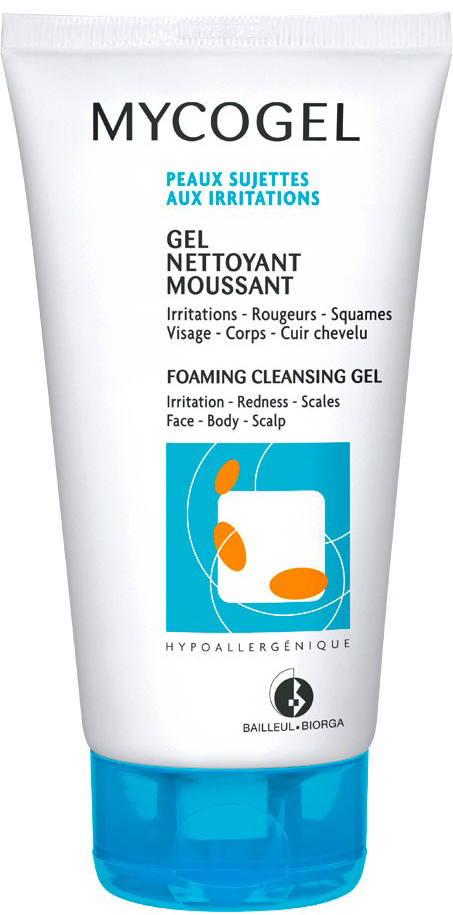 MYCOGEL
PEAUX SUJETTES
AUX IRRITATIONS
GEL
NETTOYANT
MOUSSANT
Irritations - Rougeurs - Squames
Visage - Corps - Cuir chevelu
FOAMING CLEANSING GEL
Irritation - Redness - Scales
Face - Body - Scalp
HYPOALLERGÉNIQUE
BAILLEUL.BIORGA